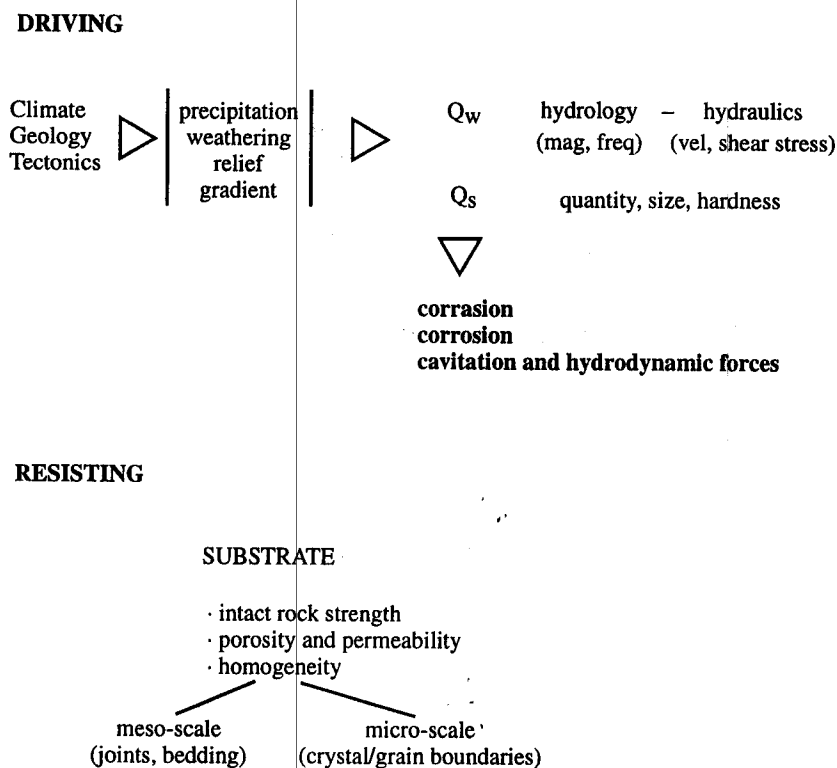 DRIVING
Climate
Geology
Tectonics
precipitation
weathering
relief
gradient
Qw hydrology – hydraulics
(mag, freq) (vel, shear stress)
Qs quantity, size, hardness
corrasion
corrosion
cavitation and hydrodynamic forces
RESISTING
SUBSTRATE
· intact rock strength
· porosity and permeability
· homogeneity
meso-scale
(joints, bedding)
micro-scale
(crystal/grain boundaries)